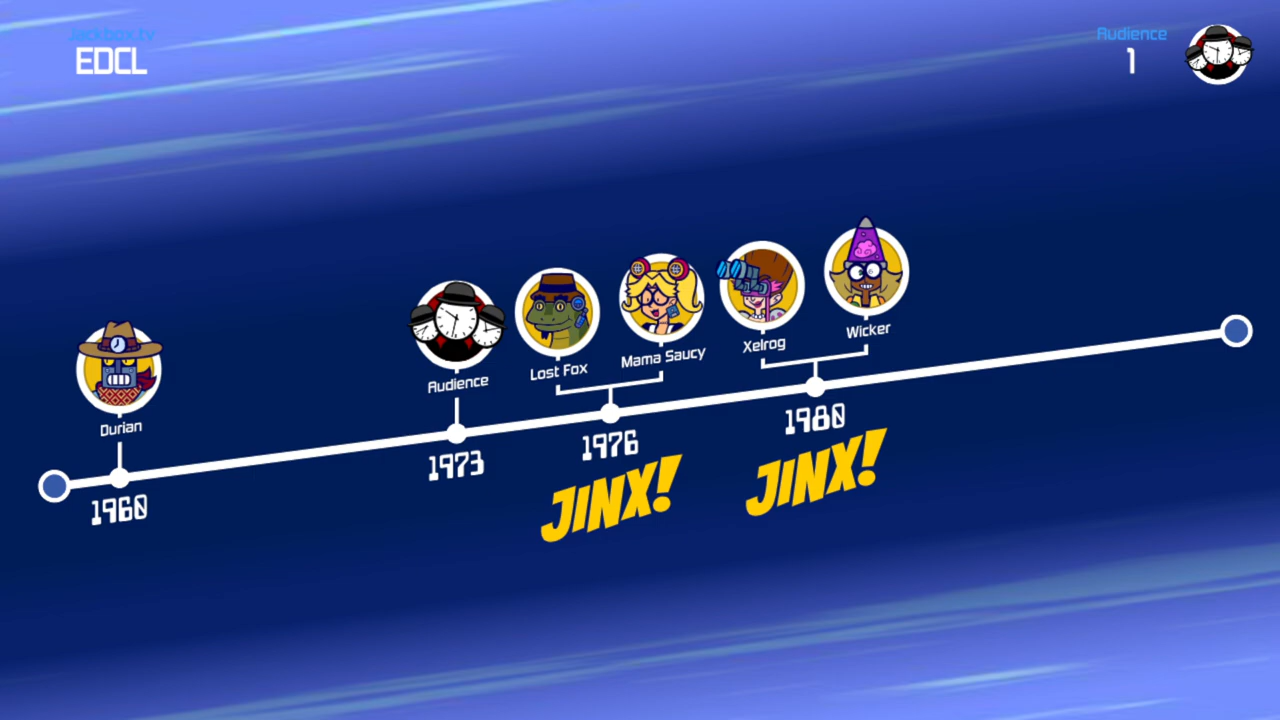 Jackbox.tv
EDCL
Audience
1
Durian
Audience
Lost Fox
Mama Saucy
Xelrog
Wicker
1960
1973
1976
JINX!
1980
JINX!